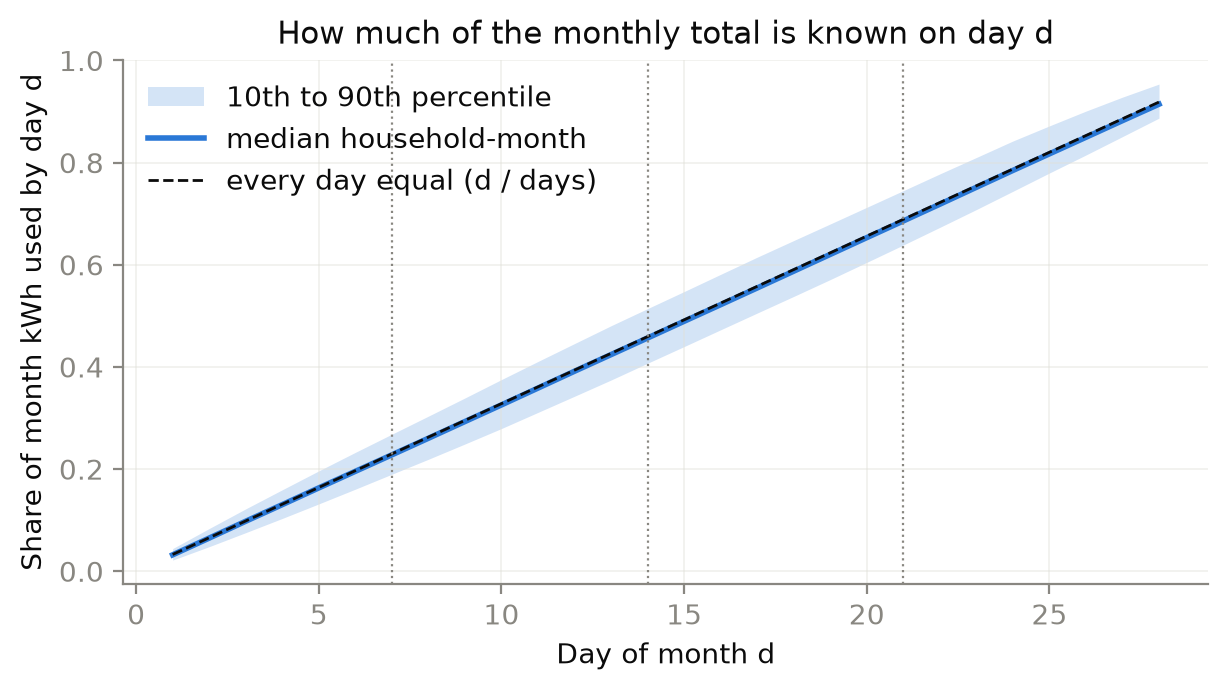 How much of the monthly total is known on day d
Share of month kWh used by day d
1.0
0.8
0.6
0.4
0.2
0.0
10th to 90th percentile
median household-month
every day equal (d / days)
0 5 10 15 20 25
Day of month d